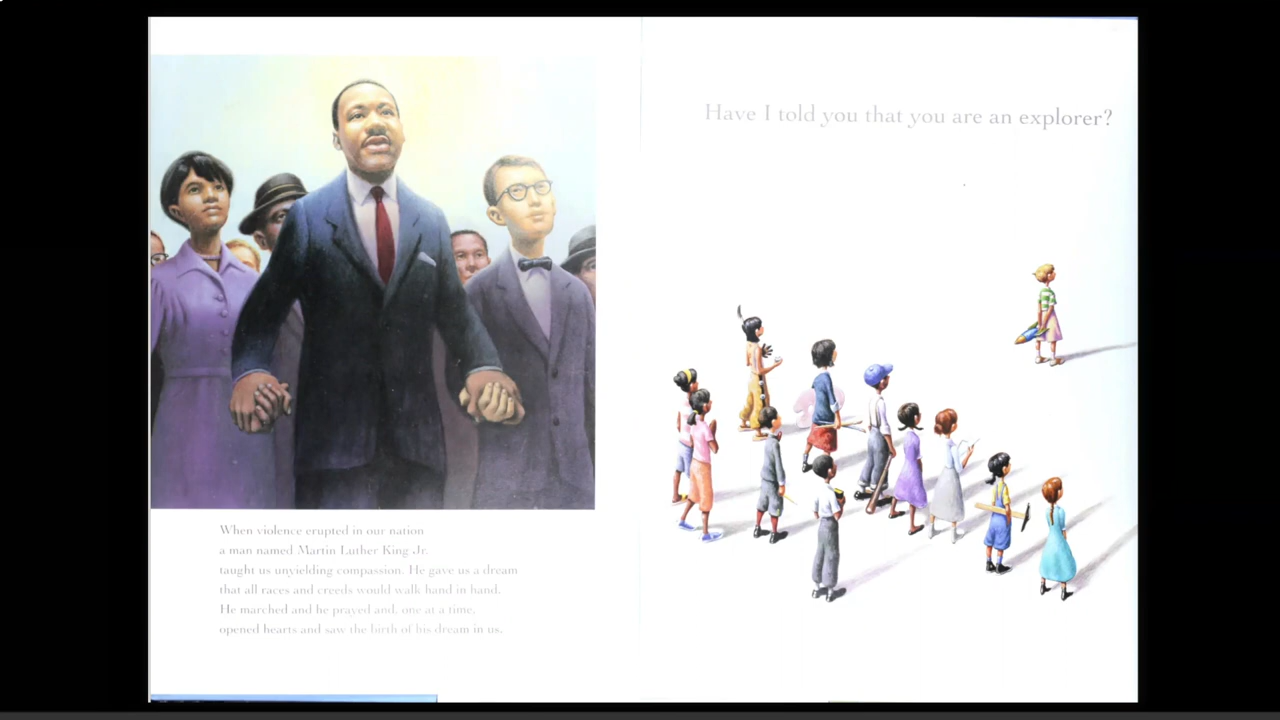 When violence erupted in our nation
a man named Martin Luther King Jr.
taught us unyielding compassion. He gave us a dream
that all races and creeds would walk hand in hand.
He marched and he prayed and, one at a time,
opened hearts and saw the birth of his dream in us.
Have I told you that you are an explorer?